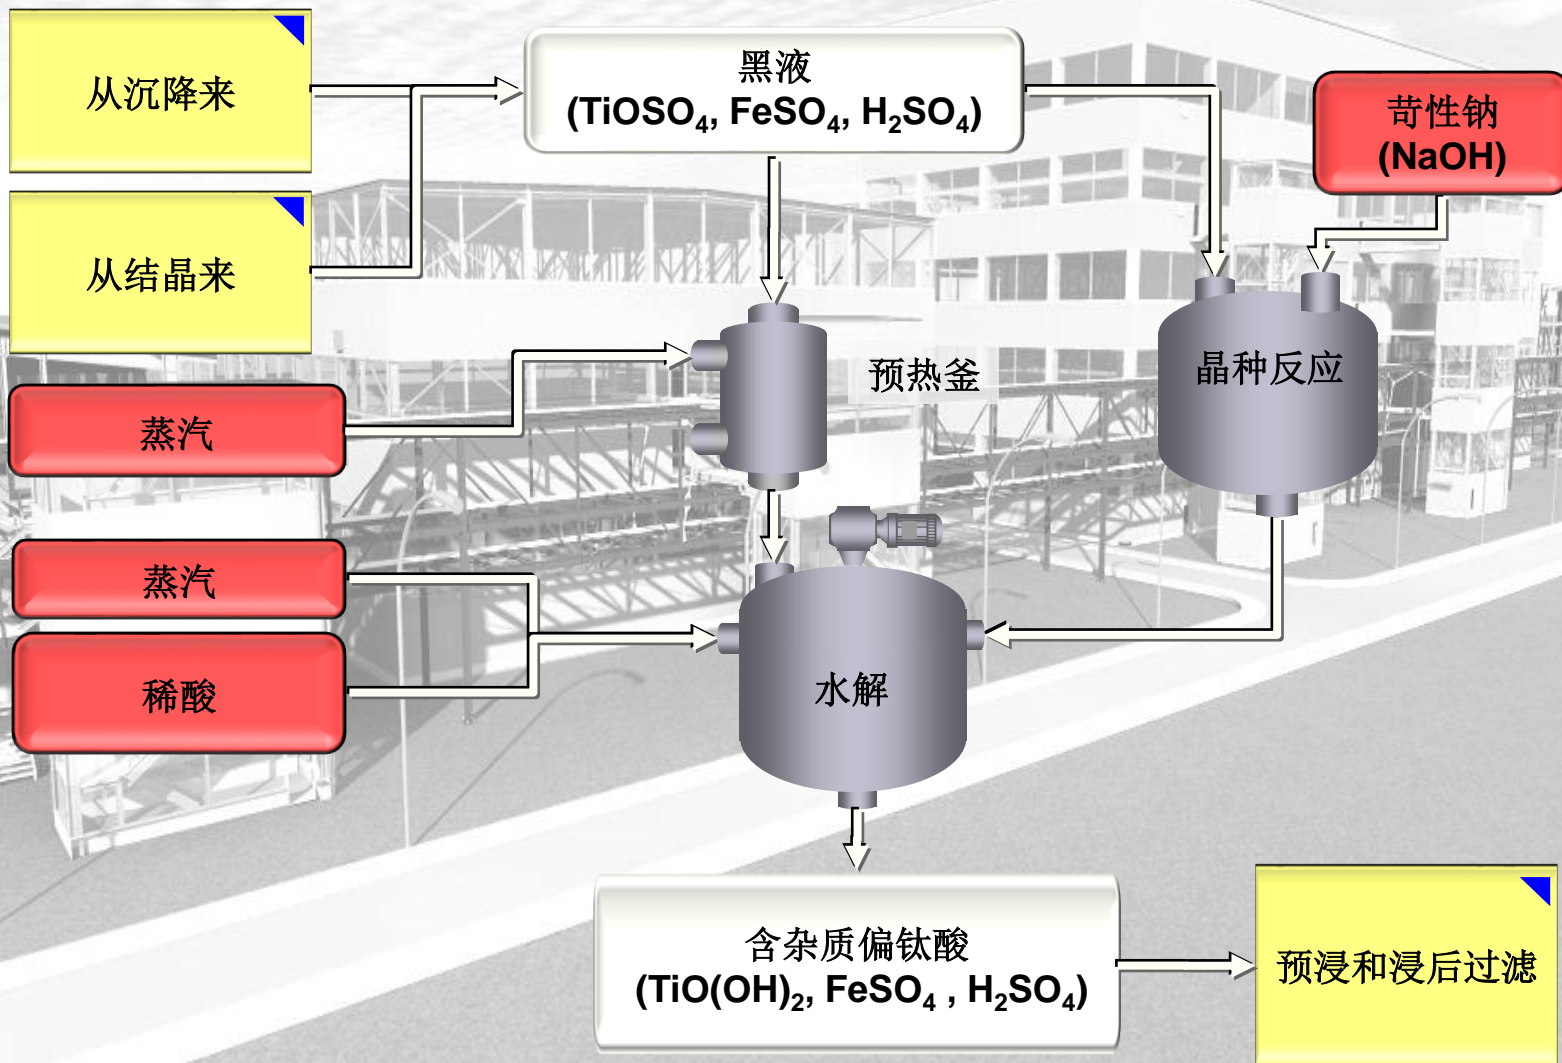 从沉降来
黑液
(TiOSO₄, FeSO₄, H₂SO₄)
苛性钠
(NaOH)
从结晶来
预热釜
晶种反应
蒸汽
蒸汽
稀酸
水解
含杂质偏钛酸
(TiO(OH)₂, FeSO₄ , H₂SO₄)
预浸和浸后过滤